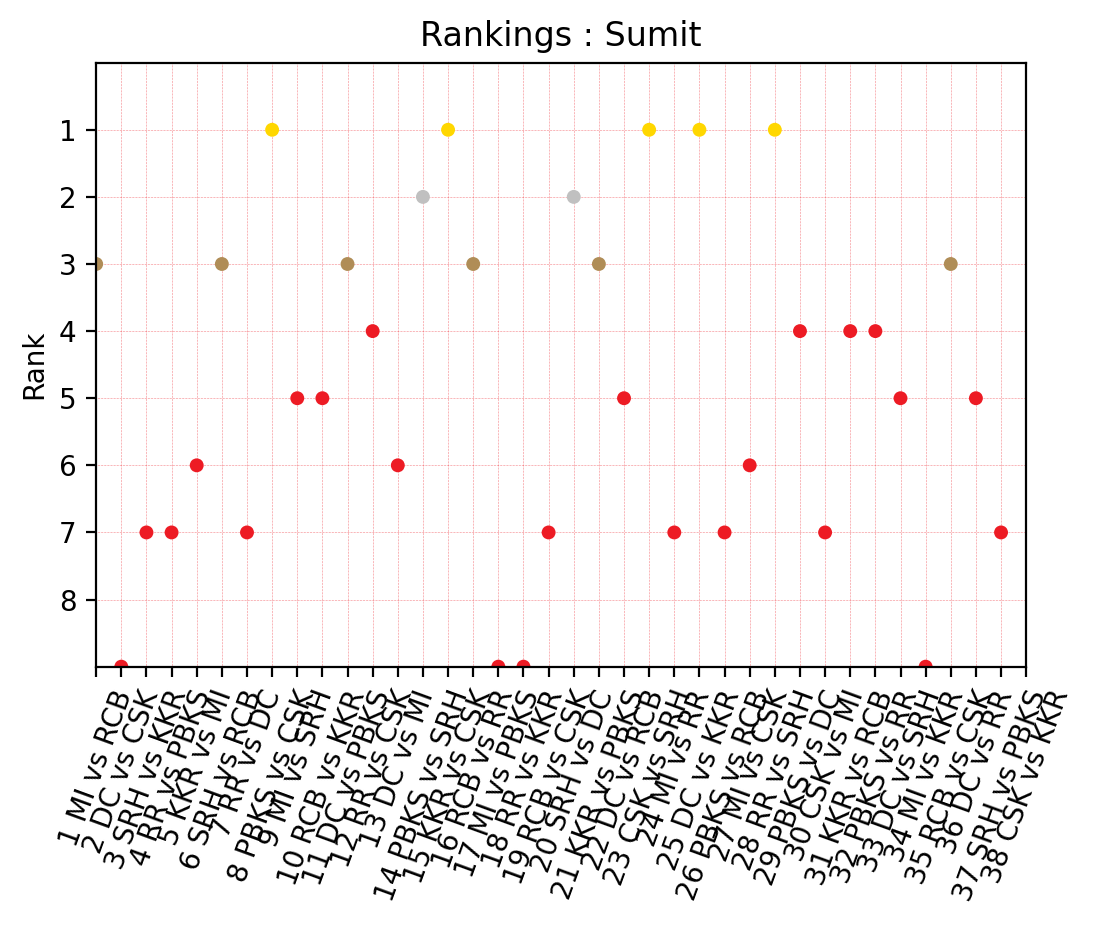 Rankings : Sumit
Rank
1
2
3
4
5
6
7
8
1 MI vs RCB
2 DC vs CSK
3 SRH vs KKR
4 RR vs PBKS
5 KKR vs MI
6 SRH vs RCB
7 RR vs DC
8 PBKS vs CSK
9 MI vs SRH
10 RCB vs KKR
11 DC vs PBKS
12 RR vs CSK
13 DC vs MI
14 PBKS vs SRH
15 KKR vs CSK
16 RCB vs RR
17 MI vs PBKS
18 RR vs KKR
19 RCB vs CSK
20 SRH vs DC
21 KKR vs PBKS
22 DC vs RCB
23 CSK vs SRH
24 MI vs RR
25 DC vs KKR
26 PBKS vs RCB
27 MI vs CSK
28 RR vs SRH
29 PBKS vs DC
30 CSK vs MI
31 KKR vs RCB
32 PBKS vs RR
33 DC vs SRH
34 MI vs KKR
35 RCB vs CSK
36 DC vs RR
37 SRH vs PBKS
38 CSK vs KKR